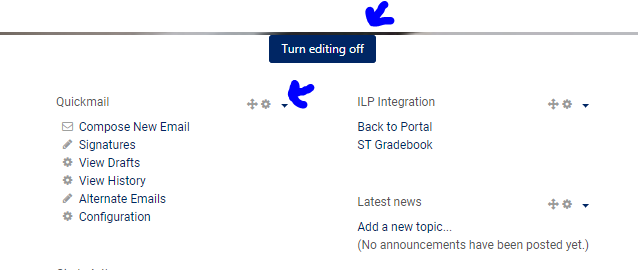 Turn editing off
Quickmail
Compose New Email
Signatures
View Drafts
View History
Alternate Emails
Configuration
ILP Integration
Back to Portal
ST Gradebook
Latest news
Add a new topic...
(No announcements have been posted yet.)